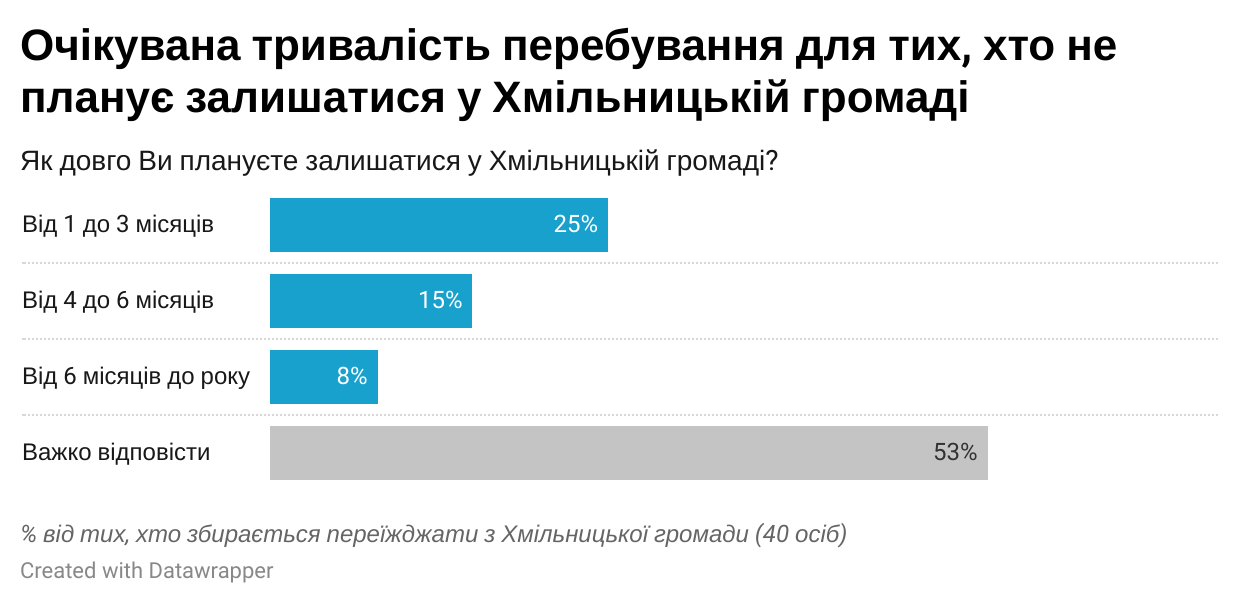 Очікувана тривалість перебування для тих, хто не
планує залишатися у Хмільницькій громаді
Як довго Ви плануєте залишатися у Хмільницькій громаді?
Від 1 до 3 місяців 25%
Від 4 до 6 місяців 15%
Від 6 місяців до року 8%
Важко відповісти 53%
% від тих, хто збирається переїжджати з Хмільницької громади (40 осіб)
Created with Datawrapper